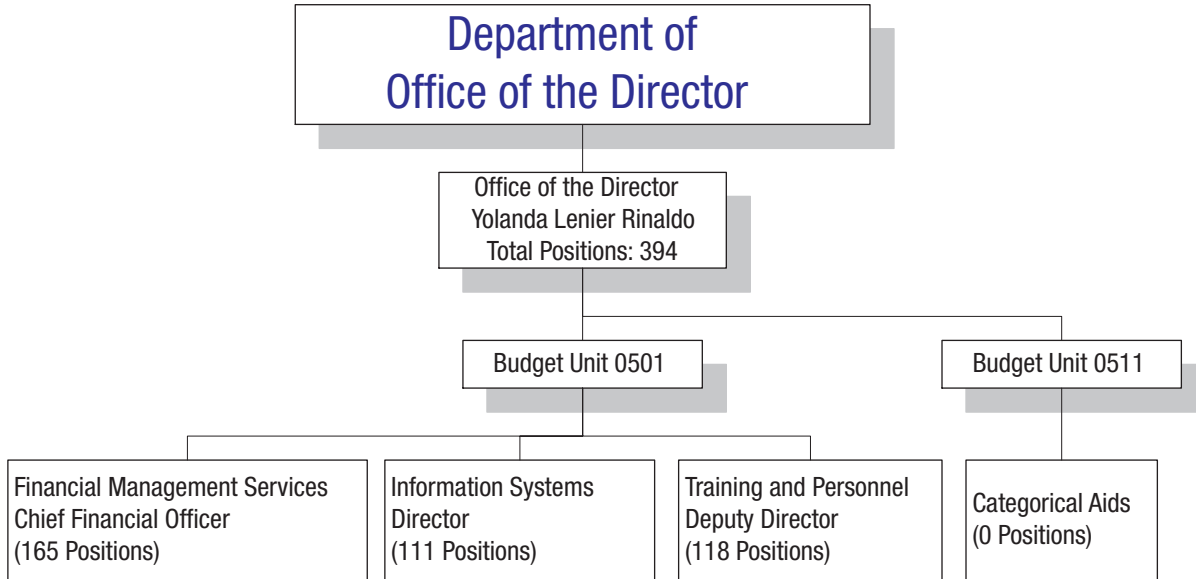 Department of
Office of the Director
Office of the Director
Yolanda Lenier Rinaldo
Total Positions: 394
Budget Unit 0501
Budget Unit 0511
Financial Management Services
Chief Financial Officer
(165 Positions)
Information Systems
Director
(111 Positions)
Training and Personnel
Deputy Director
(118 Positions)
Categorical Aids
(0 Positions)